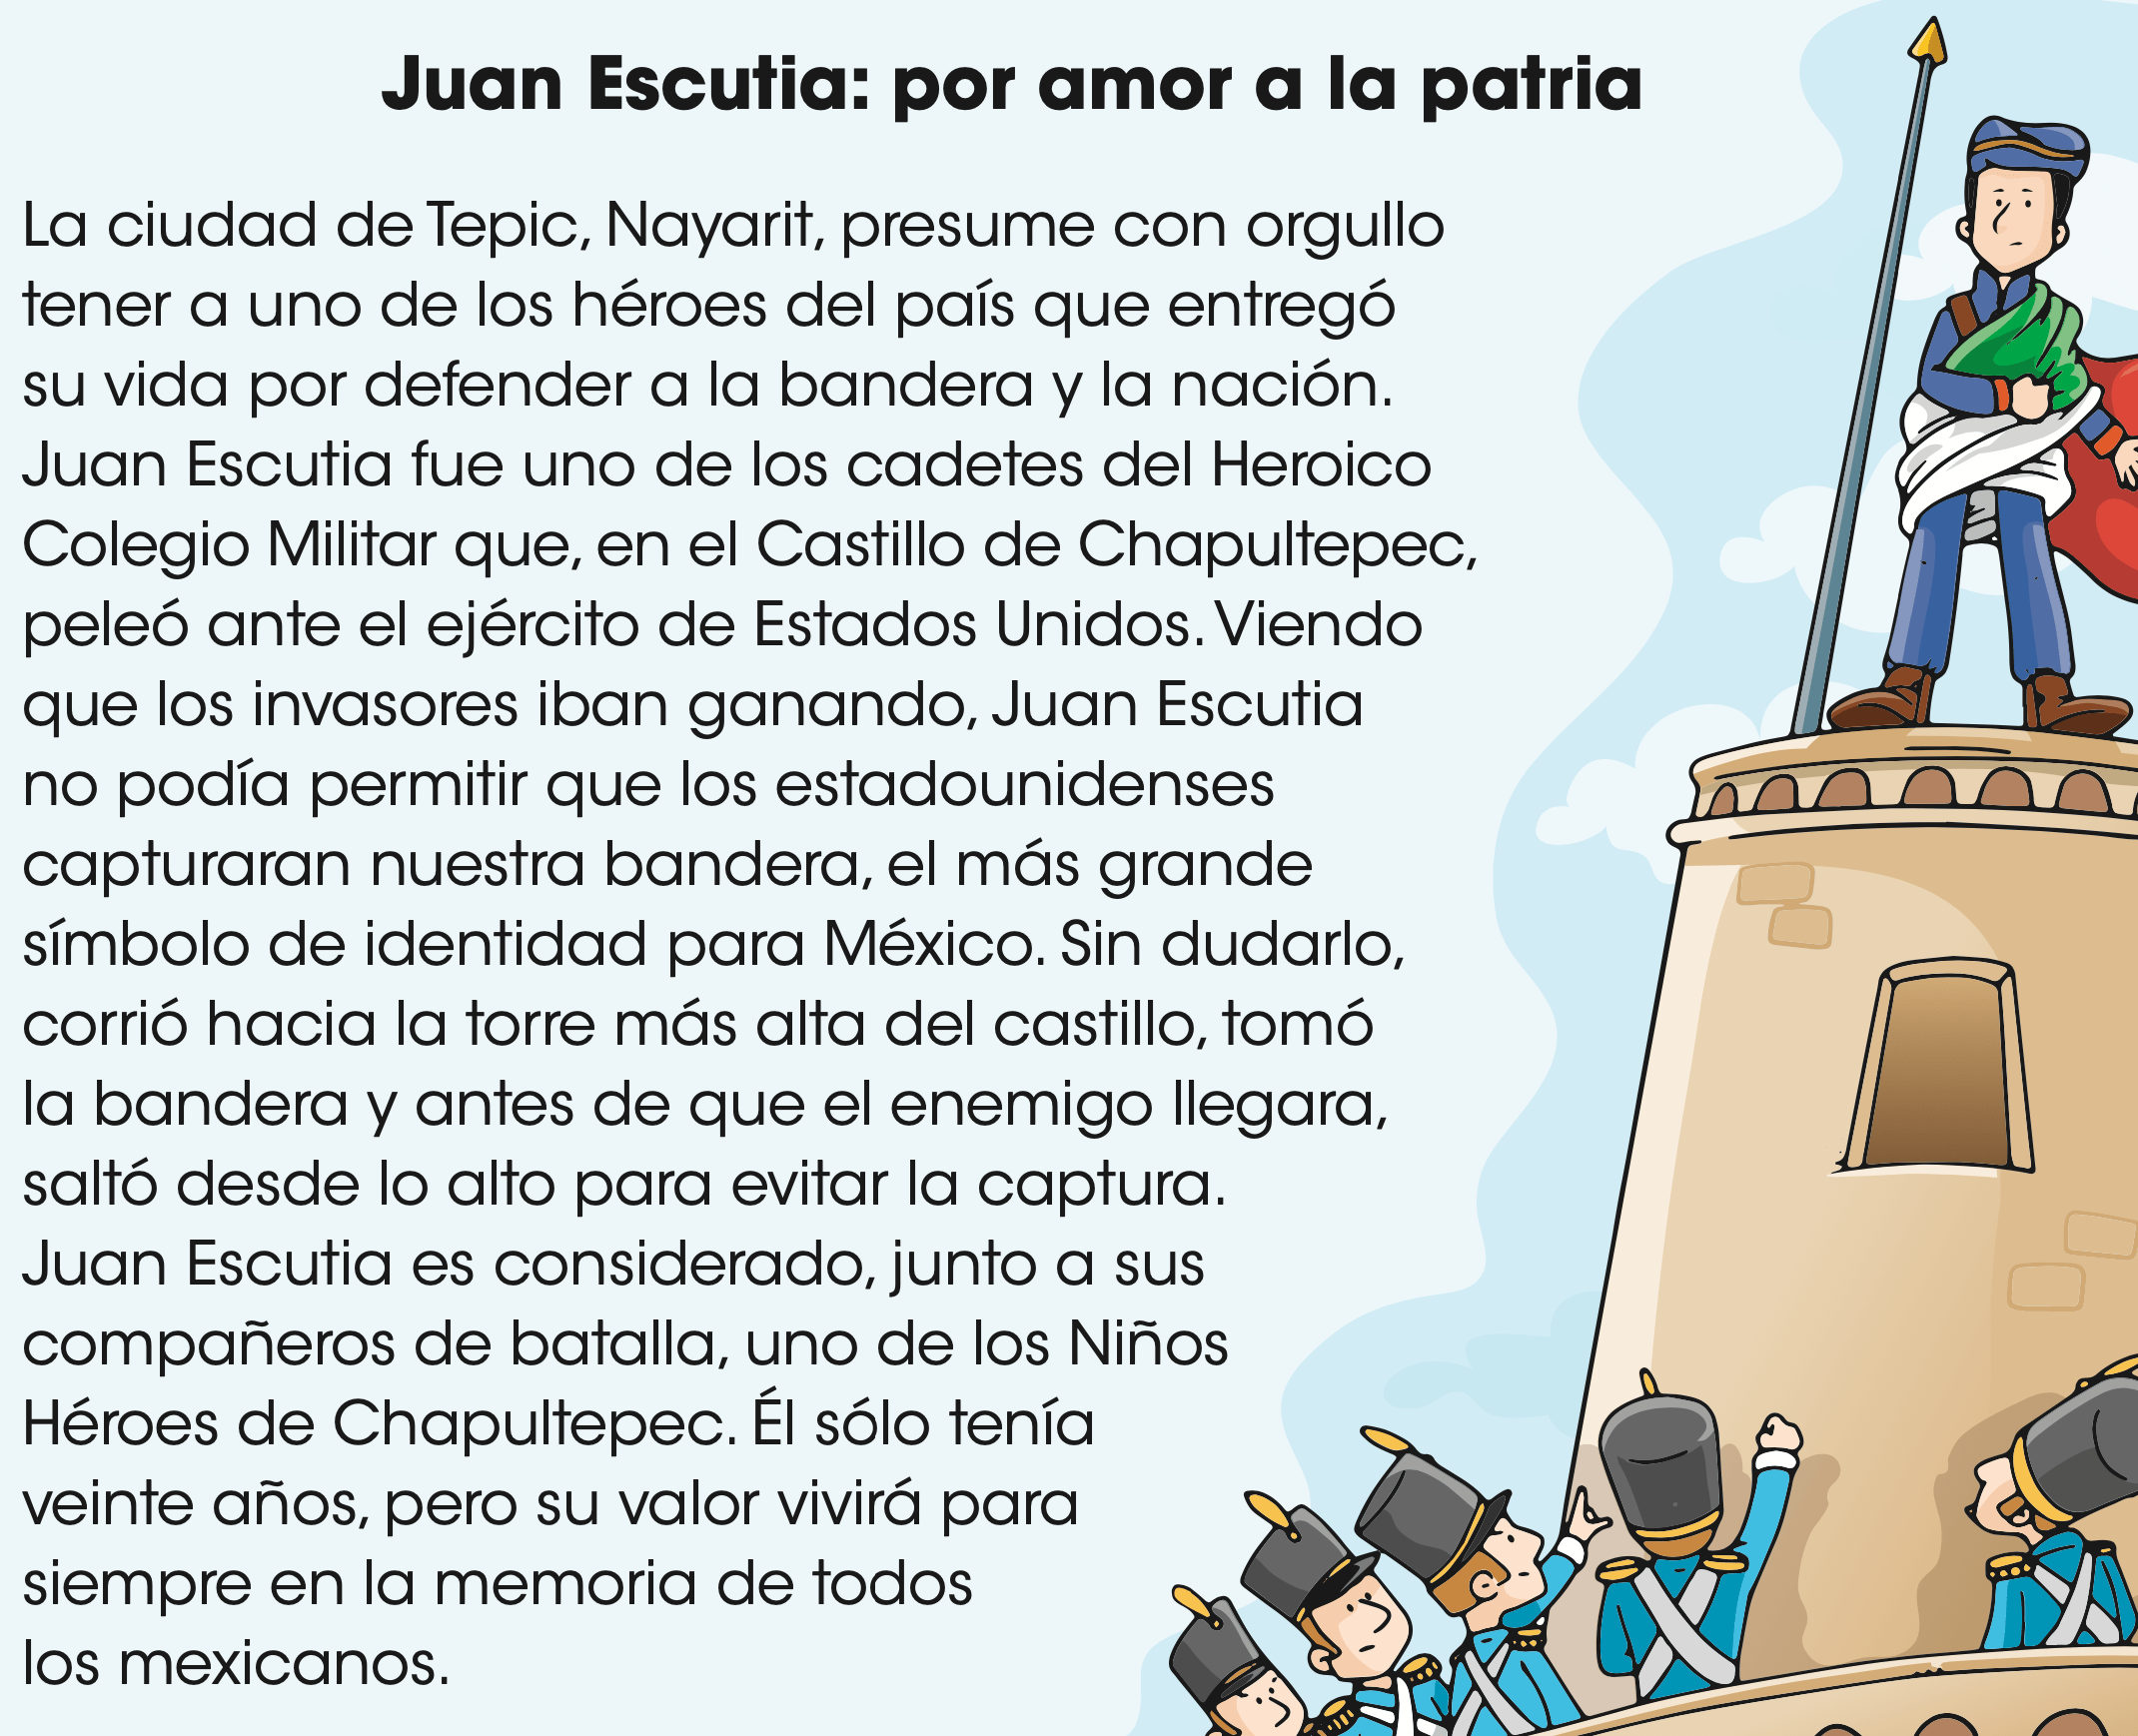 Juan Escutia: por amor a la patria
La ciudad de Tepic, Nayarit, presume con orgullo
tener a uno de los héroes del país que entregó
su vida por defender a la bandera y la nación.
Juan Escutia fue uno de los cadetes del Heroico
Colegio Militar que, en el Castillo de Chapultepec,
peleó ante el ejército de Estados Unidos. Viendo
que los invasores iban ganando, Juan Escutia
no podía permitir que los estadounidenses
capturaran nuestra bandera, el más grande
símbolo de identidad para México. Sin dudarlo,
corrió hacia la torre más alta del castillo, tomó
la bandera y antes de que el enemigo llegara,
saltó desde lo alto para evitar la captura.
Juan Escutia es considerado, junto a sus
compañeros de batalla, uno de los Niños
Héroes de Chapultepec. Él sólo tenía
veinte años, pero su valor vivirá para
siempre en la memoria de todos
los mexicanos.